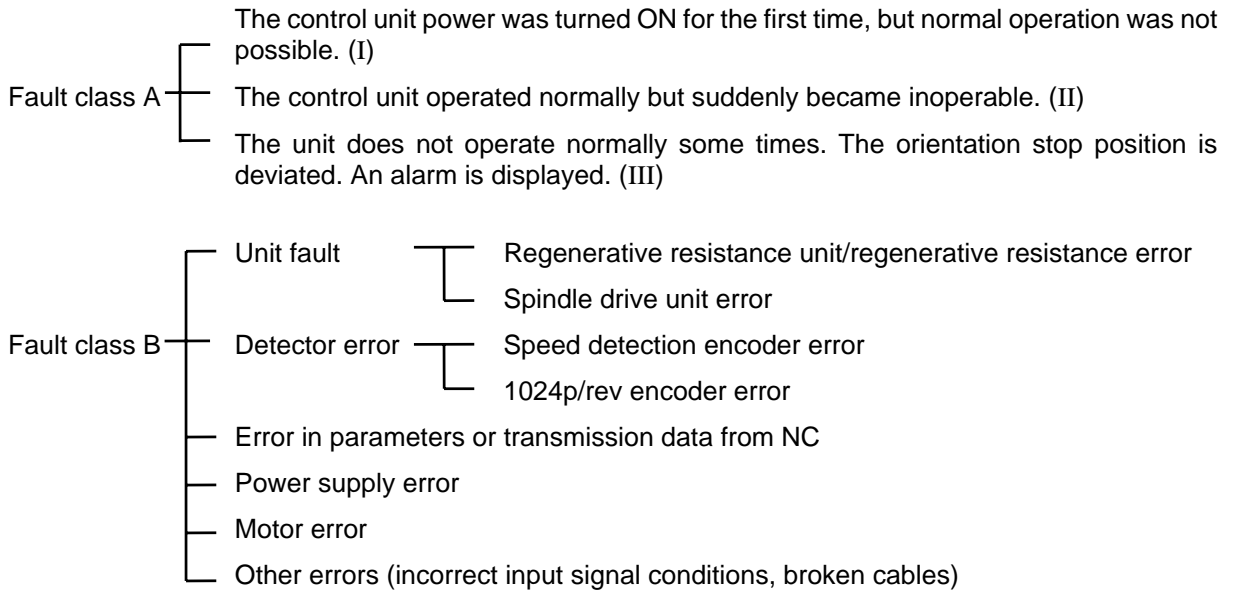 The control unit power was turned ON for the first time, but normal operation was not
possible. (I)
Fault class A
The control unit operated normally but suddenly became inoperable. (II)
The unit does not operate normally some times. The orientation stop position is
deviated. An alarm is displayed. (III)
Unit fault
Regenerative resistance unit/regenerative resistance error
Spindle drive unit error
Fault class B
Detector error
Speed detection encoder error
1024p/rev encoder error
Error in parameters or transmission data from NC
Power supply error
Motor error
Other errors (incorrect input signal conditions, broken cables)